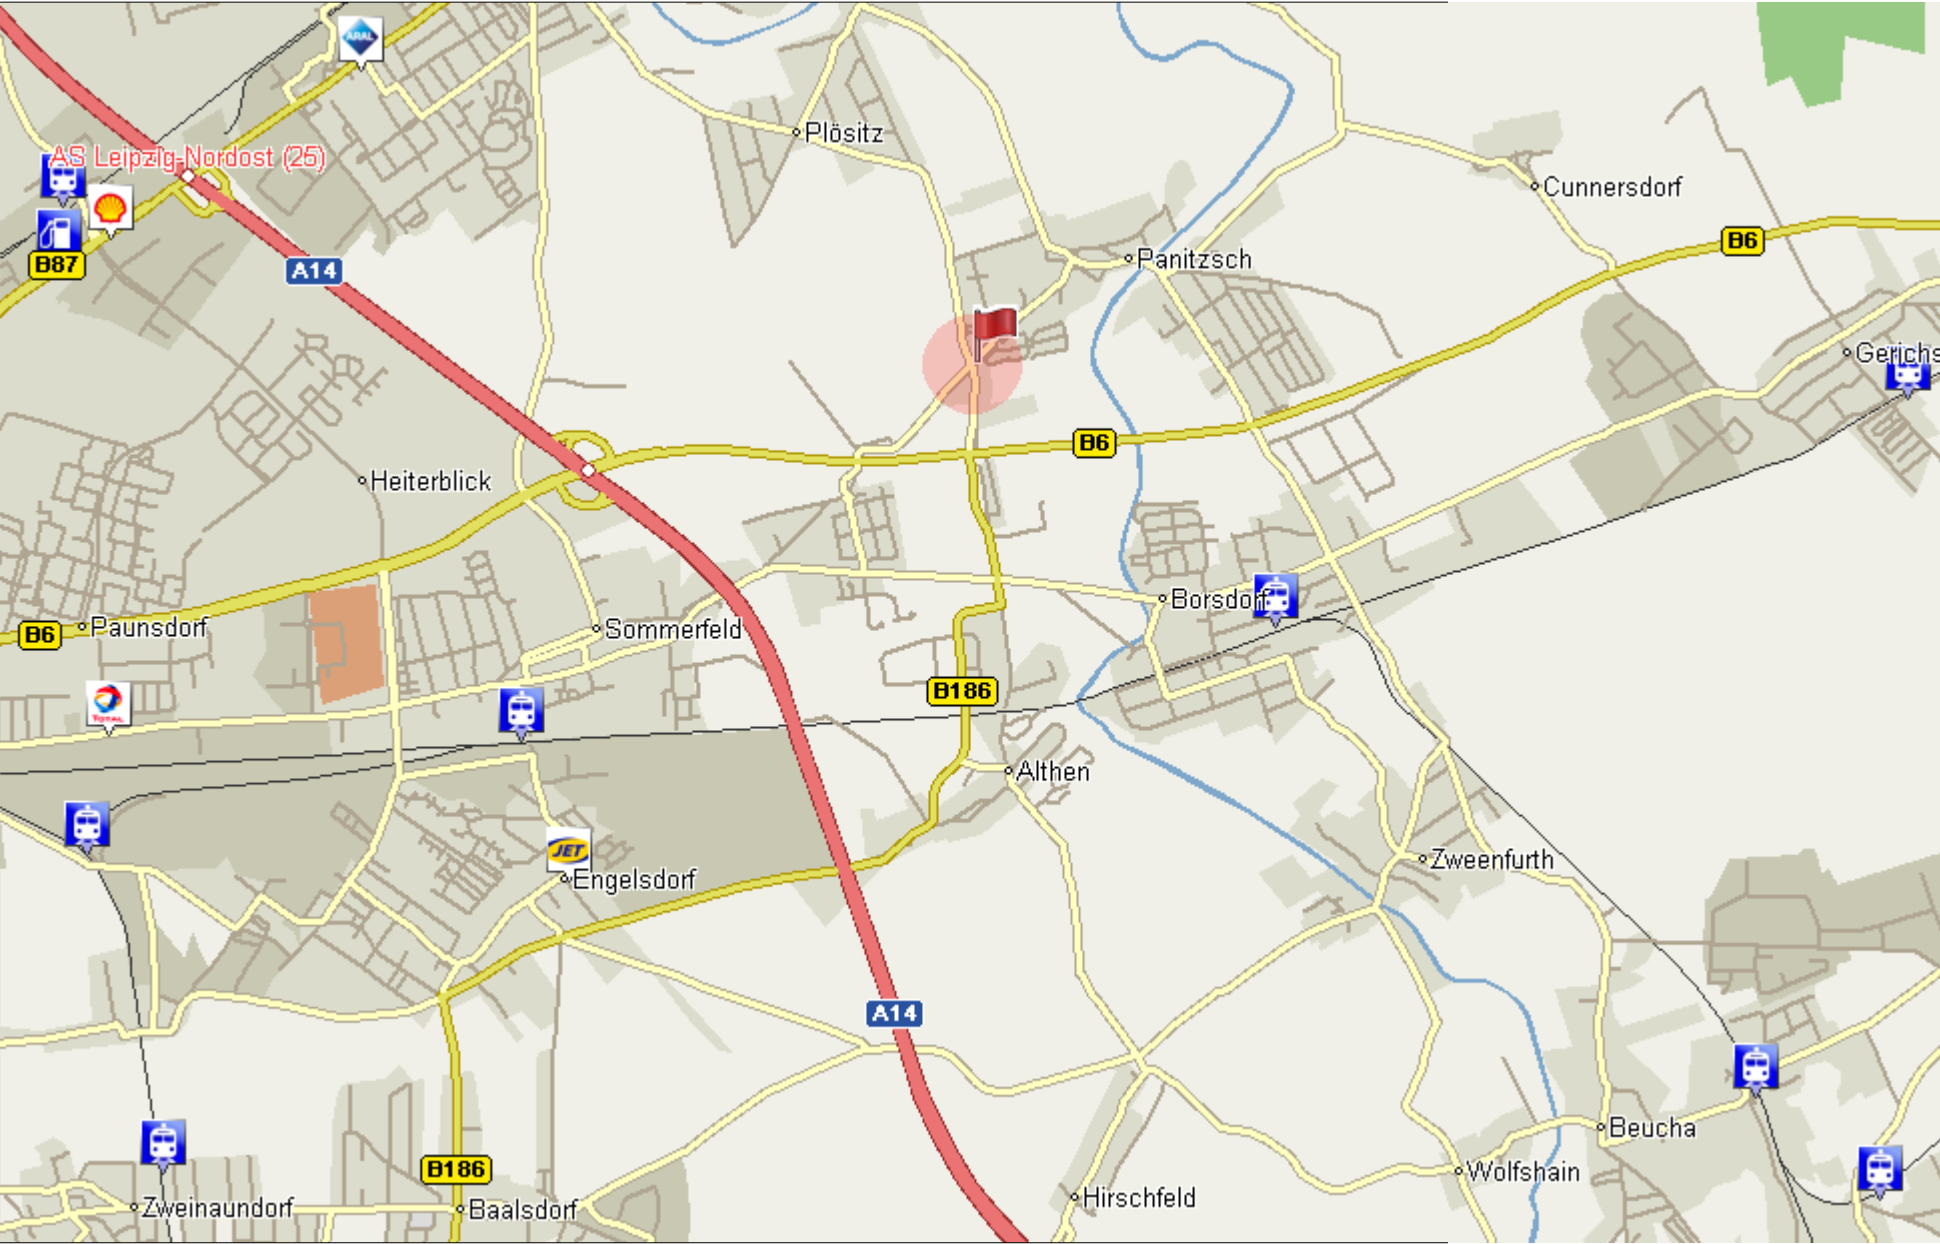 ARAL
Plösitz
AS Leipzig-Nordost (25)
Cunnersdorf
B6
Panitzsch
B87
A14
Gerichs
B6
Heiterblick
Borsdorf
Paunsdorf
B6
Sommerfeld
B186
TOTAL
Althen
JET
Engelsdorf
Zweenfurth
A14
Beucha
B186
Wolfshain
Hirschfeld
Zweinaundorf
Baalsdorf